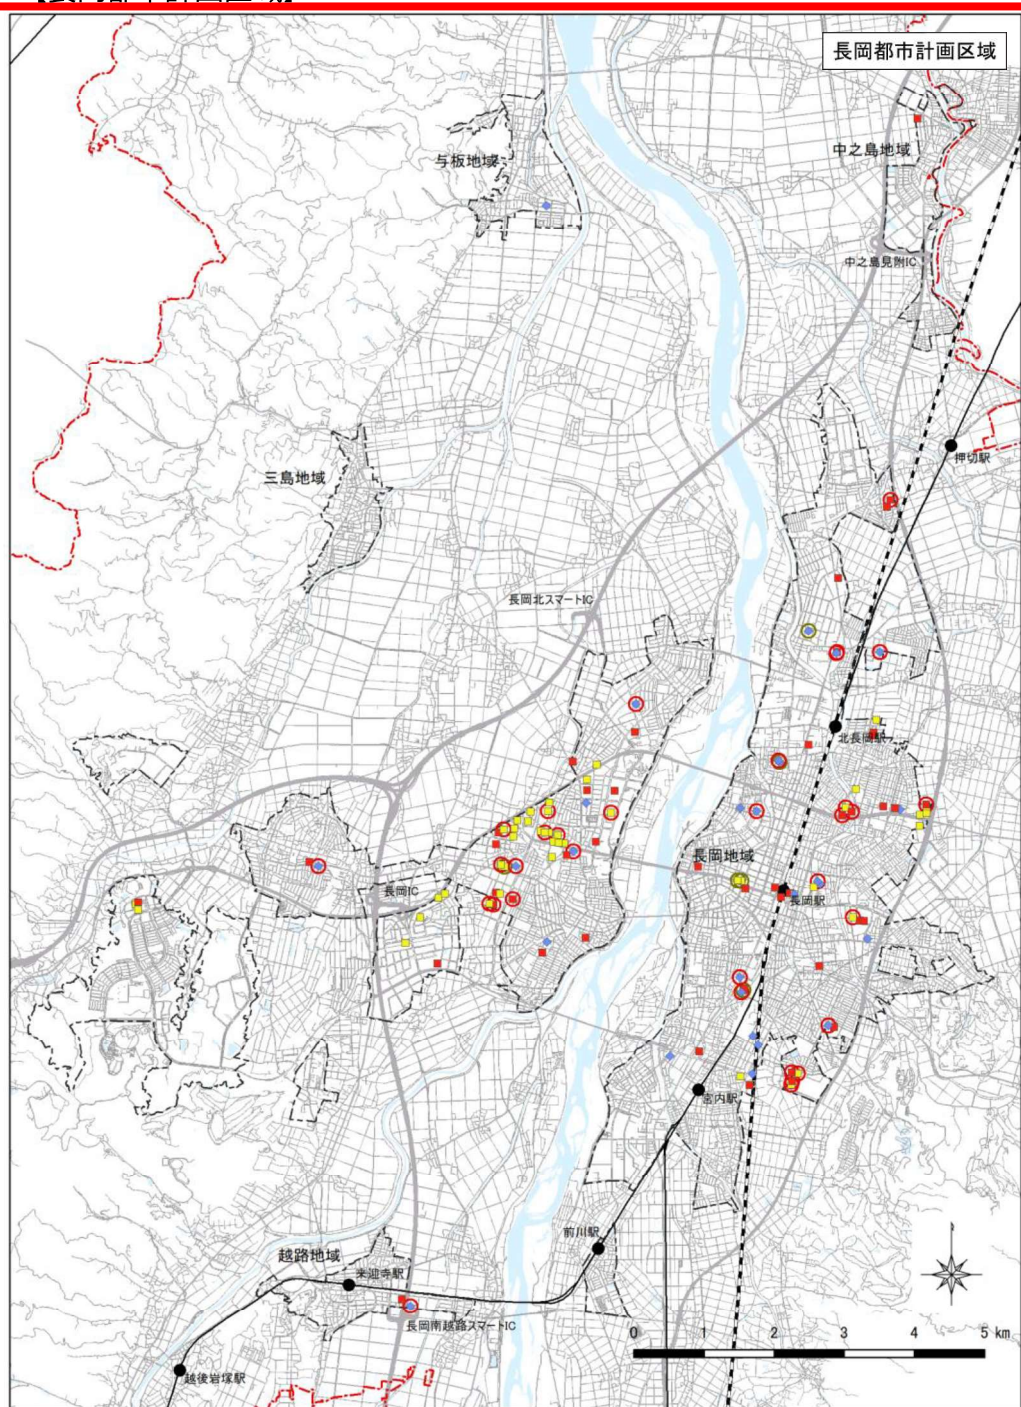 長岡都市計画区域
与板地域
中之島地域
中之島見附IC
押切駅
三島地域
長岡北スマートIC
北長岡駅
長岡地域
長岡IC
長岡駅
宮内駅
前川駅
越路地域
来迎寺駅
長岡南越路スマートIC
0 1 2 3 4 5 km
越後岩塚駅